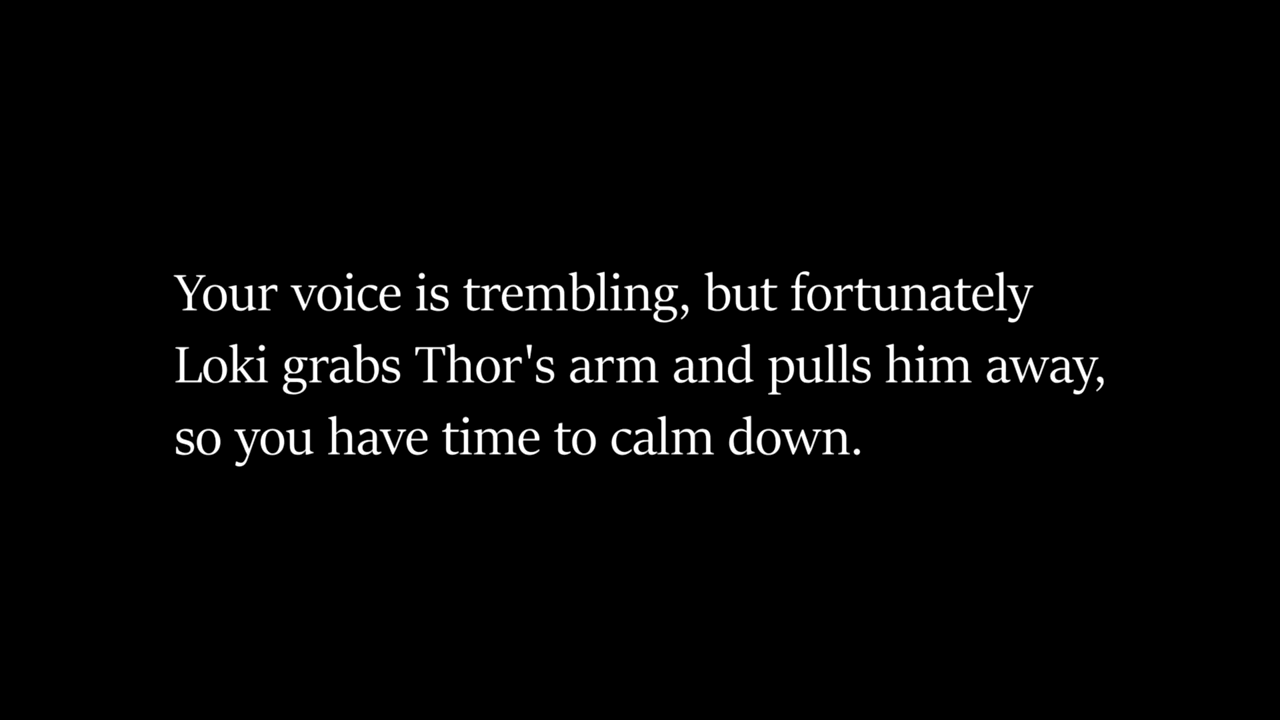 Your voice is trembling, but fortunately
Loki grabs Thor's arm and pulls him away,
so you have time to calm down.